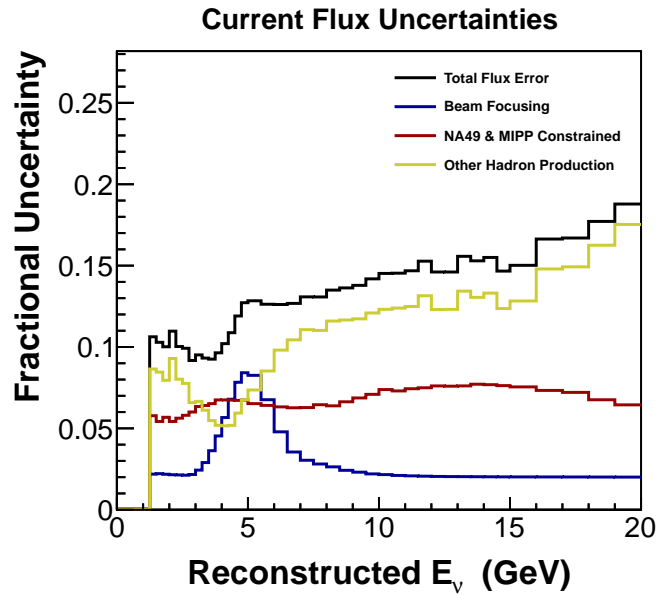 Current Flux Uncertainties
Total Flux Error
Beam Focusing
NA49 & MIPP Constrained
Other Hadron Production
Fractional Uncertainty
0.25
0.2
0.15
0.1
0.05
0
0 5 10 15 20
Reconstructed Eν (GeV)